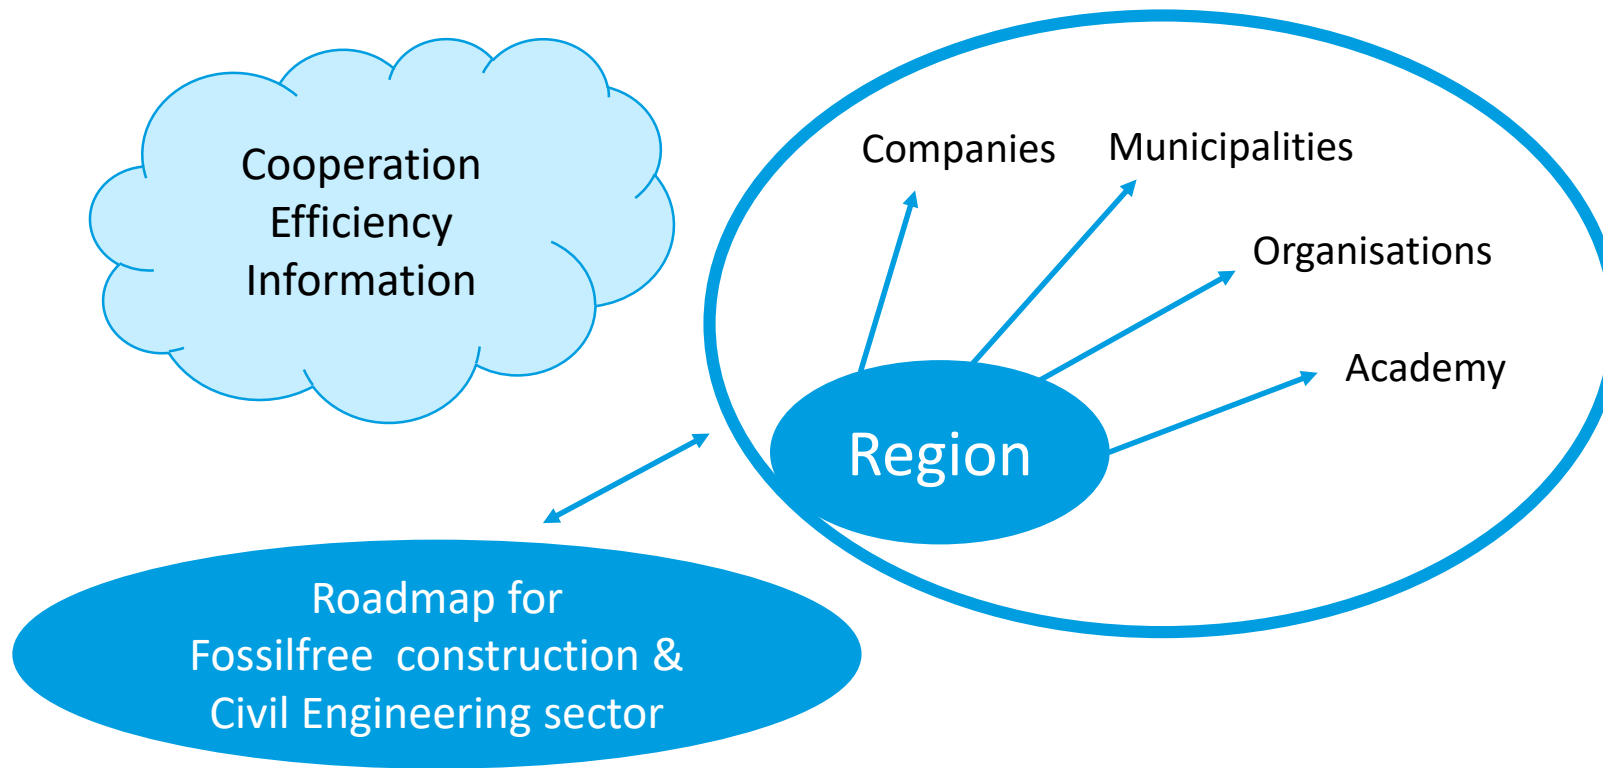 Cooperation
Efficiency
Information
Companies
Municipalities
Organisations
Academy
Region
Roadmap for
Fossilfree  construction &
Civil Engineering sector